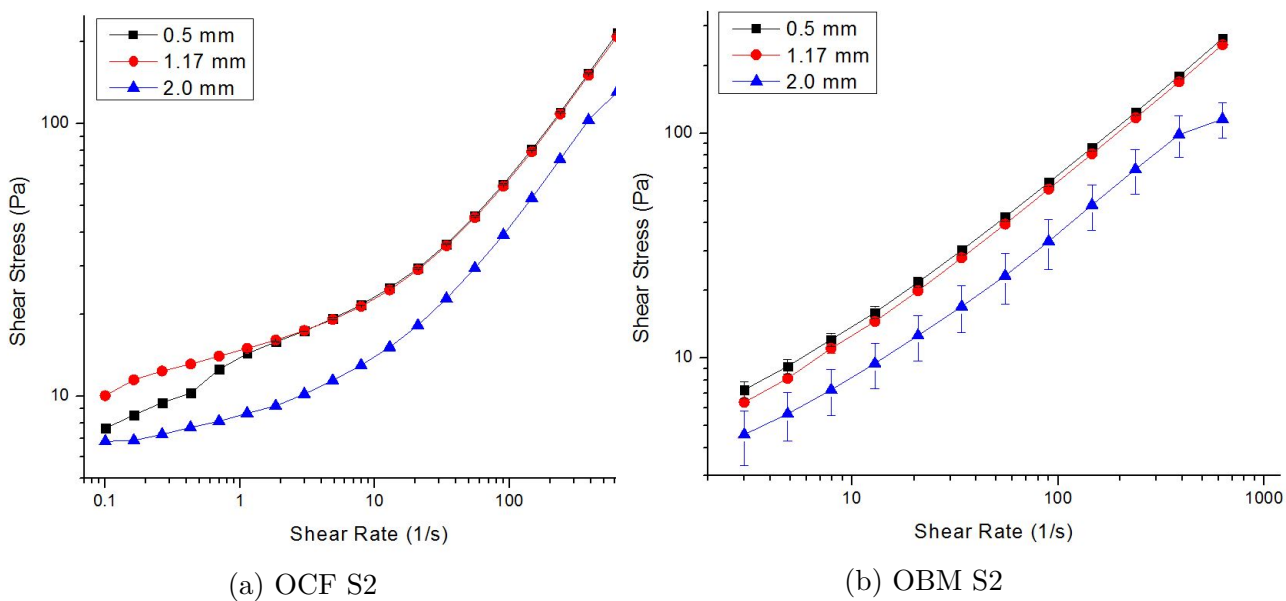 0.5 mm
1.17 mm
2.0 mm
100
10
Shear Stress (Pa)
0.1 1 10 100
Shear Rate (1/s)
(a) OCF S2
0.5 mm
1.17 mm
2.0 mm
100
10
Shear Stress (Pa)
10 100 1000
Shear Rate (1/s)
(b) OBM S2